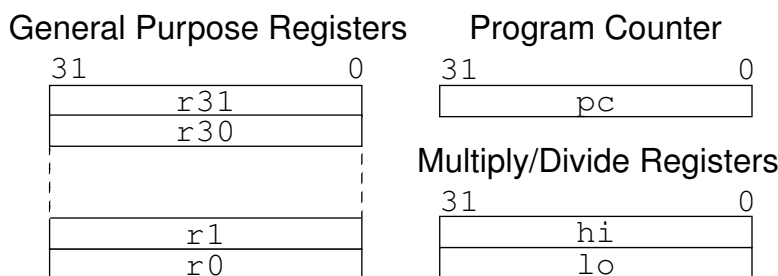 General Purpose Registers
31 0
r31
r30
r1
r0
Program Counter
31 0
pc
Multiply/Divide Registers
31 0
hi
lo